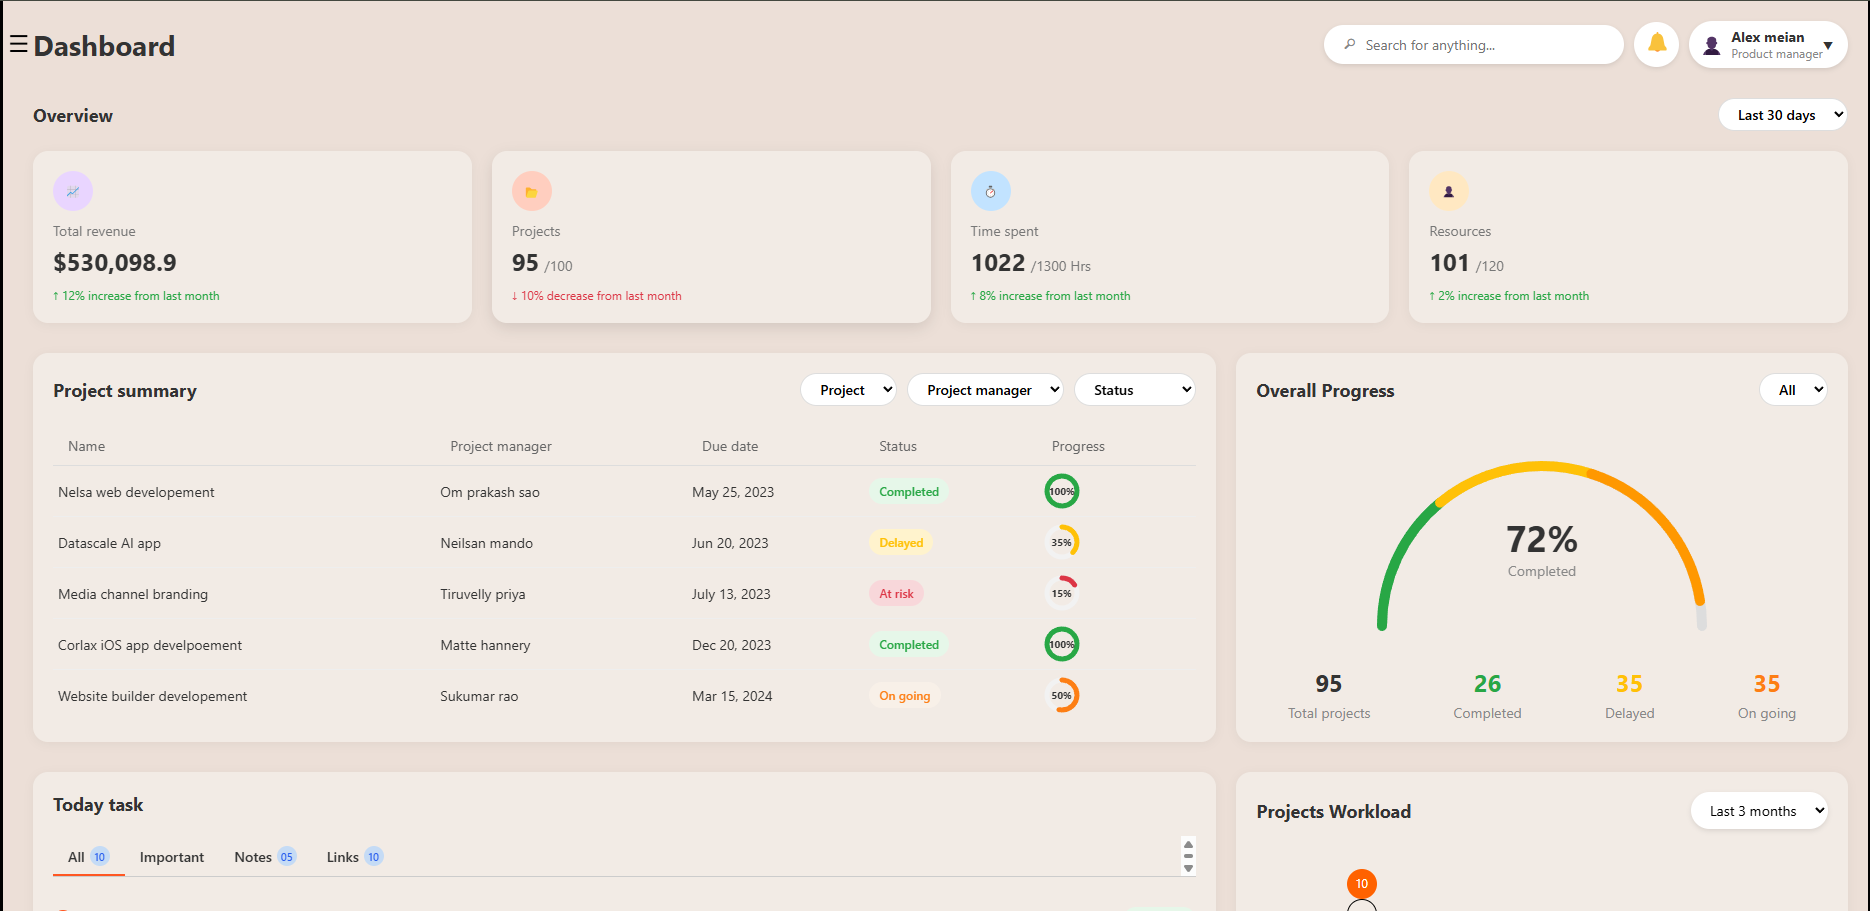 ☰ Dashboard
Search for anything...
Alex meian
Product manager
▼
Overview
Last 30 days
Total revenue
$530,098.9
↑ 12% increase from last month
Projects
95 /100
↓ 10% decrease from last month
Time spent
1022 /1300 Hrs
↑ 8% increase from last month
Resources
101 /120
↑ 2% increase from last month
Project summary
Project
Project manager
Status
Name Project manager Due date Status Progress
Nelsa web developement Om prakash sao May 25, 2023 Completed 100%
Datascale AI app Neilsan mando Jun 20, 2023 Delayed 35%
Media channel branding Tiruvelly priya July 13, 2023 At risk 15%
Corlax iOS app develpoement Matte hannery Dec 20, 2023 Completed 100%
Website builder developement Sukumar rao Mar 15, 2024 On going 50%
Overall Progress
All
72%
Completed
95 26 35 35
Total projects Completed Delayed On going
Today task
All 10 Important Notes 05 Links 10
Projects Workload
Last 3 months
10